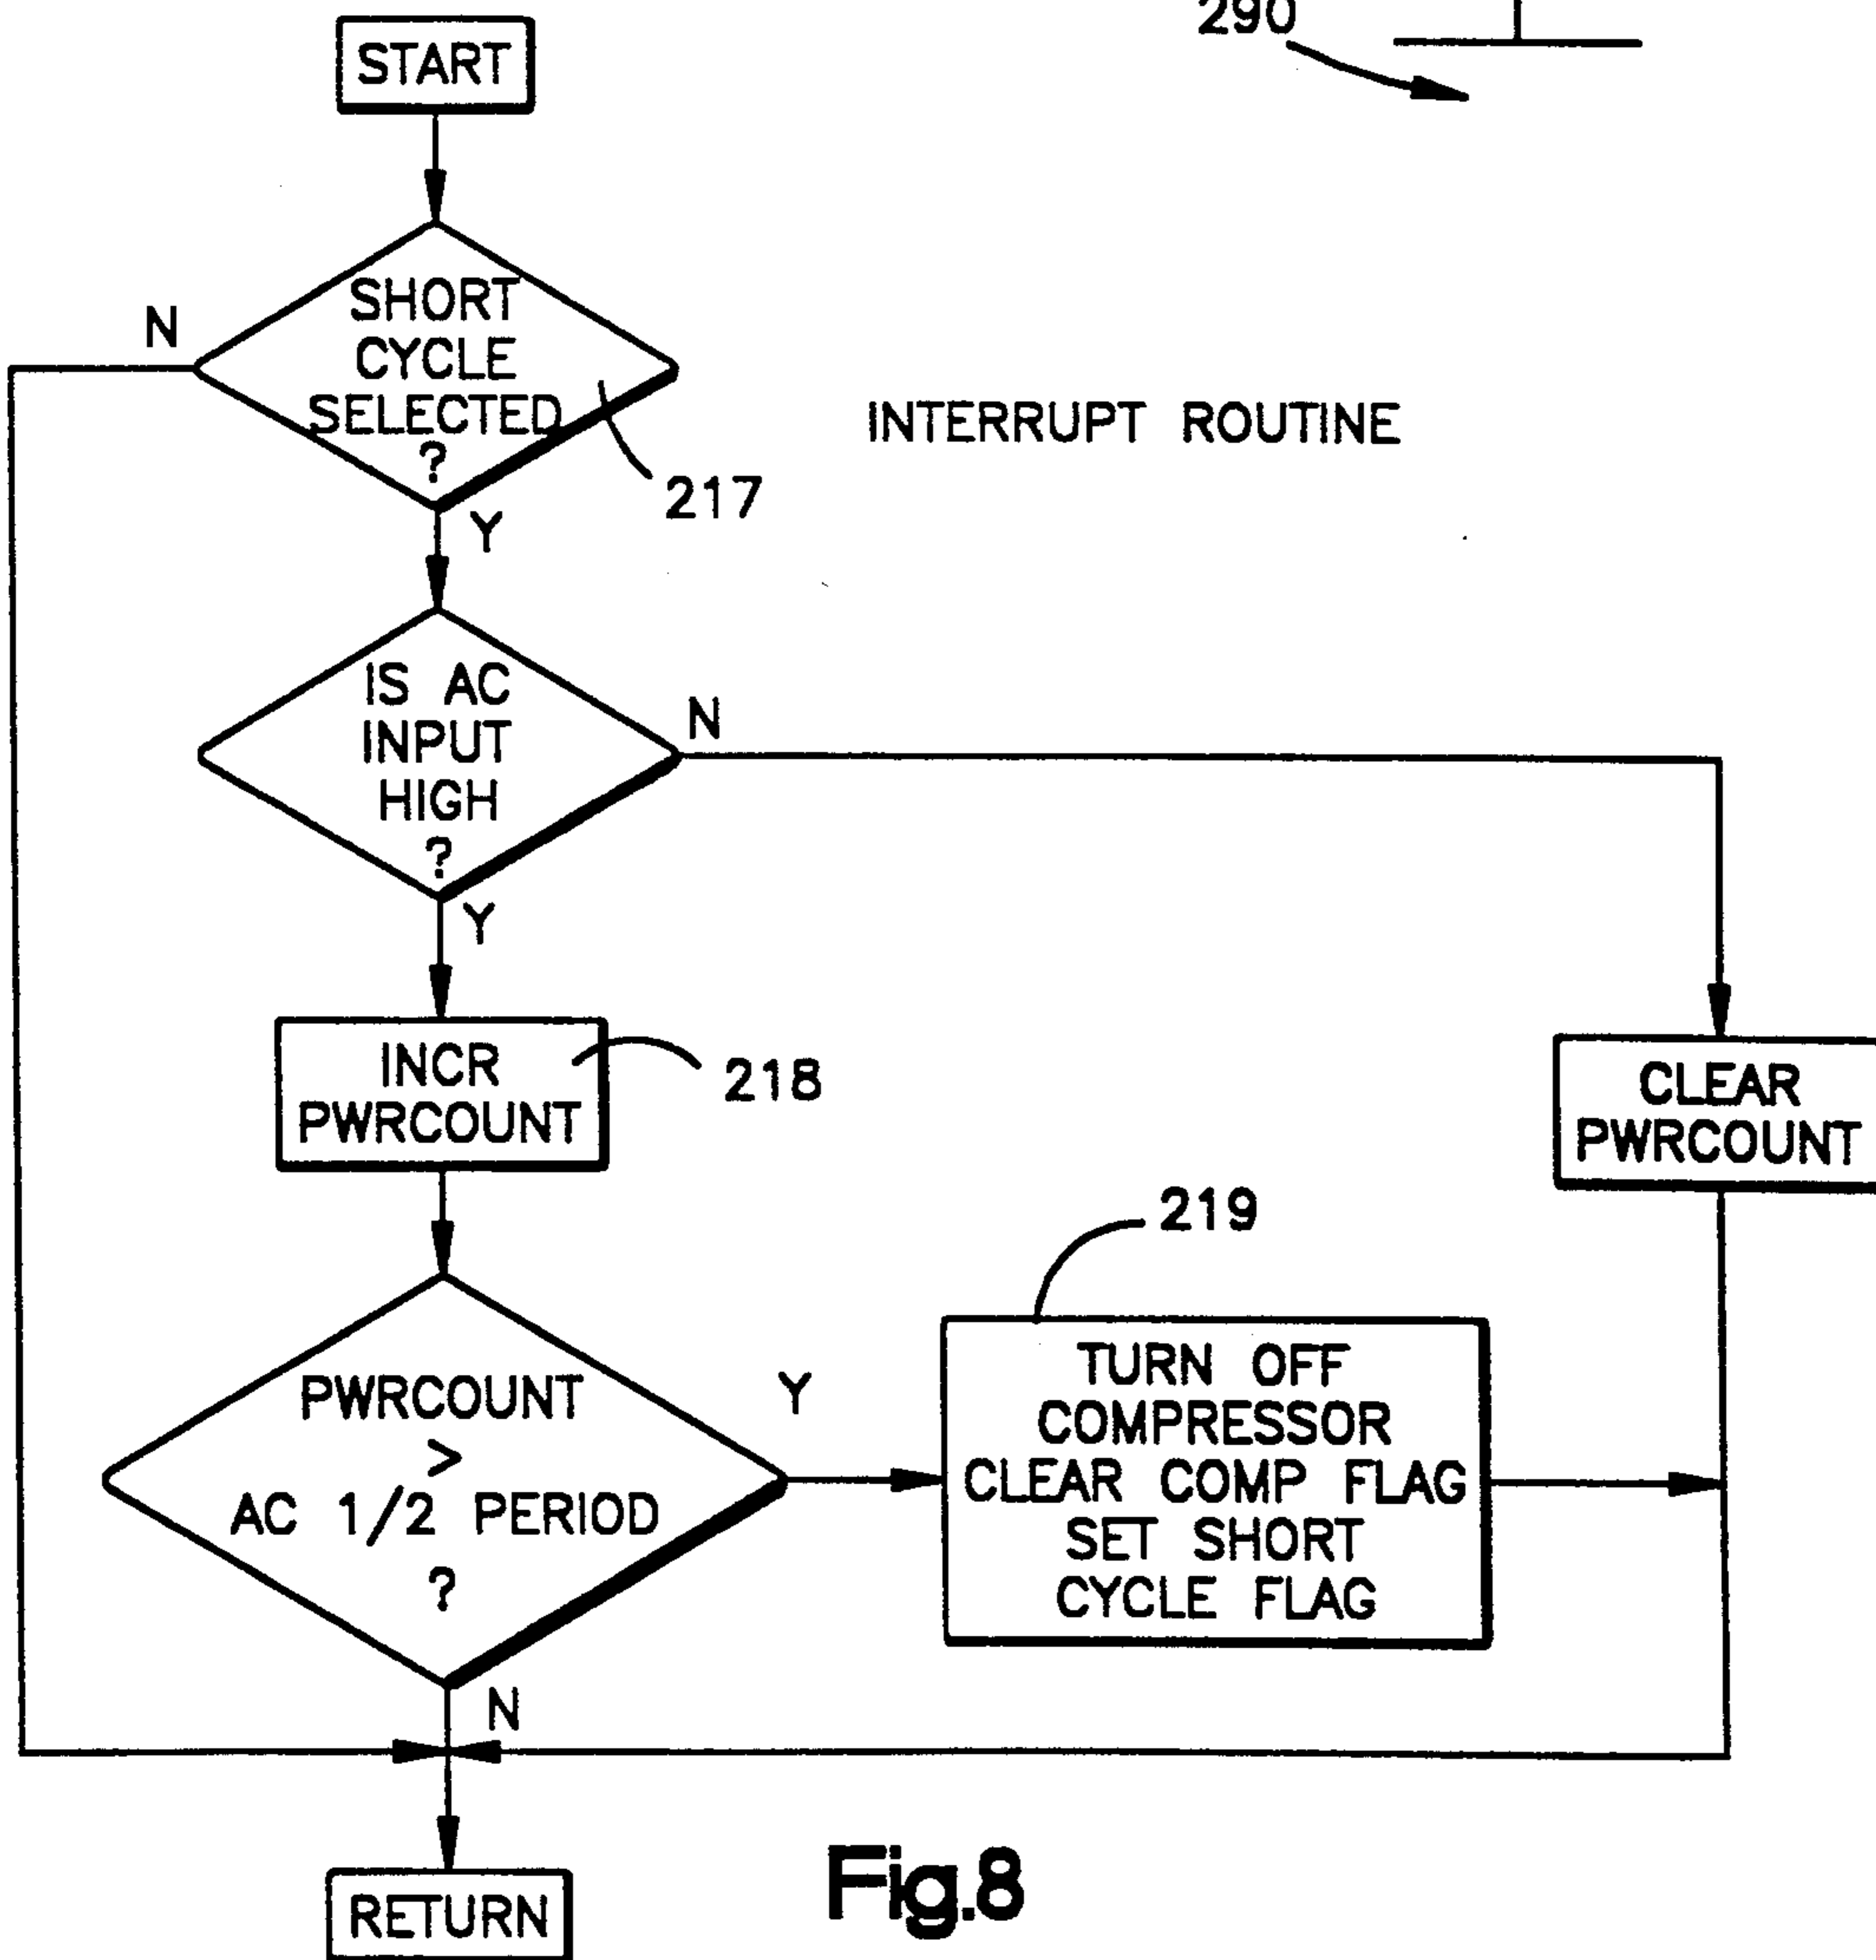 290
START
SHORT
CYCLE
SELECTED
?
N
Y
217
INTERRUPT ROUTINE
IS AC
INPUT
HIGH
?
N
Y
INCR
PWRCOUNT
218
CLEAR
PWRCOUNT
219
PWRCOUNT
>
AC 1/2 PERIOD
?
Y
N
TURN OFF
COMPRESSOR
CLEAR COMP FLAG
SET SHORT
CYCLE FLAG
RETURN
Fig.8